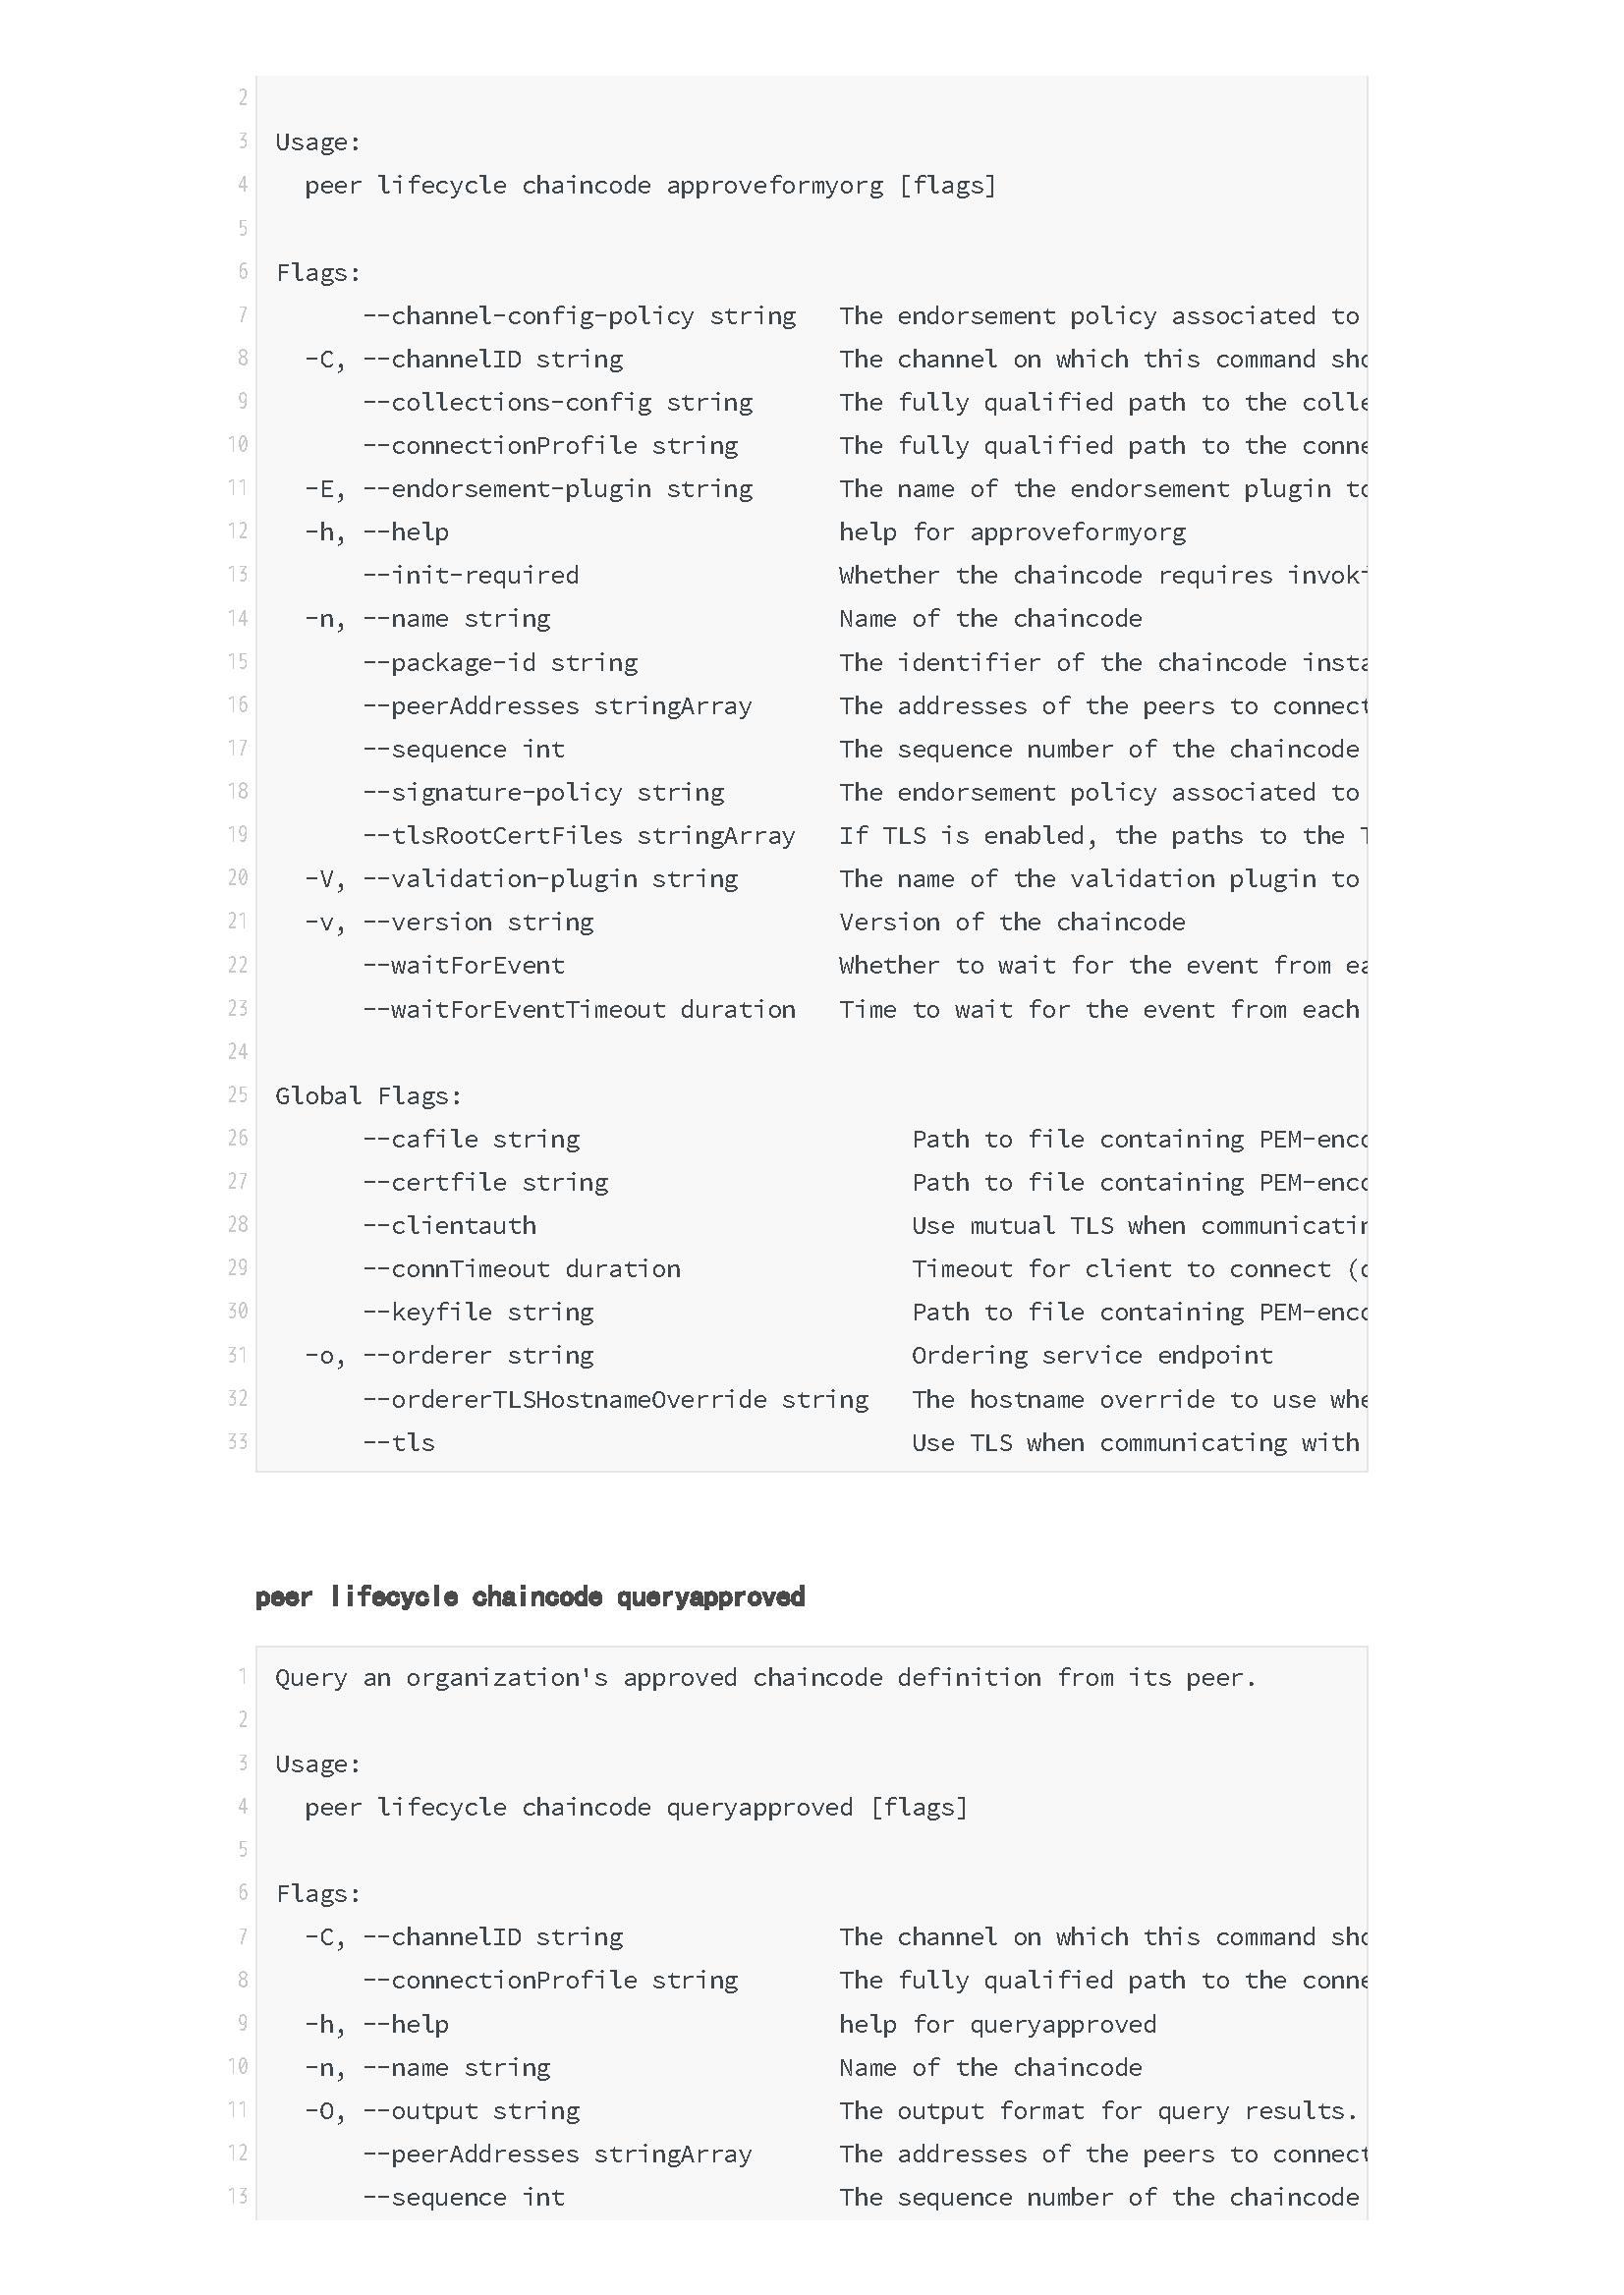 2
3 Usage:
4   peer lifecycle chaincode approveformyorg [flags]
5
6 Flags:
7       --channel-config-policy string   The endorsement policy associated to
8   -C, --channelID string               The channel on which this command sho
9       --collections-config string      The fully qualified path to the colle
10       --connectionProfile string       The fully qualified path to the conne
11   -E, --endorsement-plugin string      The name of the endorsement plugin to
12   -h, --help                           help for approveformyorg
13       --init-required                  Whether the chaincode requires invoki
14   -n, --name string                    Name of the chaincode
15       --package-id string              The identifier of the chaincode insta
16       --peerAddresses stringArray      The addresses of the peers to connect
17       --sequence int                   The sequence number of the chaincode
18       --signature-policy string        The endorsement policy associated to
19       --tlsRootCertFiles stringArray   If TLS is enabled, the paths to the T
20   -V, --validation-plugin string       The name of the validation plugin to
21   -v, --version string                 Version of the chaincode
22       --waitForEvent                   Whether to wait for the event from ea
23       --waitForEventTimeout duration   Time to wait for the event from each
24
25 Global Flags:
26       --cafile string                       Path to file containing PEM-enco
27       --certfile string                     Path to file containing PEM-enco
28       --clientauth                          Use mutual TLS when communicatin
29       --connTimeout duration                Timeout for client to connect (d
30       --keyfile string                      Path to file containing PEM-enco
31   -o, --orderer string                      Ordering service endpoint
32       --ordererTLSHostnameOverride string   The hostname override to use whe
33       --tls                                 Use TLS when communicating with
peer lifecycle chaincode queryapproved
1 Query an organization's approved chaincode definition from its peer.
2
3 Usage:
4   peer lifecycle chaincode queryapproved [flags]
5
6 Flags:
7   -C, --channelID string               The channel on which this command sho
8       --connectionProfile string       The fully qualified path to the conne
9   -h, --help                           help for queryapproved
10   -n, --name string                    Name of the chaincode
11   -O, --output string                  The output format for query results.
12       --peerAddresses stringArray      The addresses of the peers to connect
13       --sequence int                   The sequence number of the chaincode